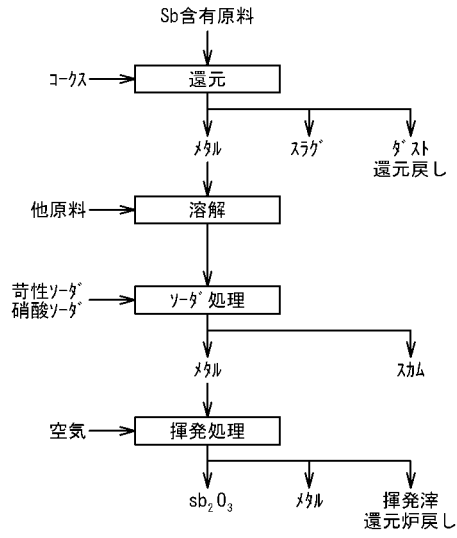 Sb含有原料
コークス
還元
メタル
スラグ
ダスト
還元戻し
他原料
溶解
苛性ソーダ
硝酸ソーダ
ソーダ処理
メタル
スカム
空気
揮発処理
sb₂O₃
メタル
揮発滓
還元炉戻し